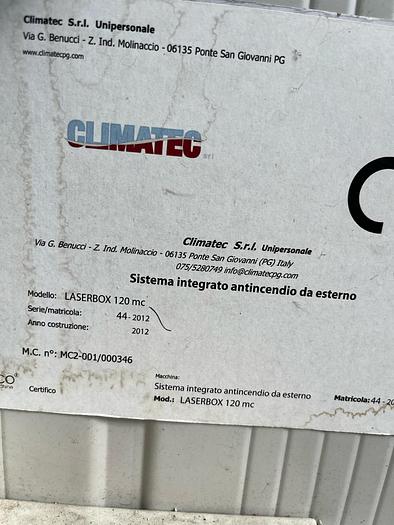 Climatec S.r.l. Unipersonale
Via G. Benucci - Z. Ind. Molinaccio - 06135 Ponte San Giovanni PG
www.climatecpg.com
CLIMATEC srl
Climatec S.r.l. Unipersonale
Via G. Benucci - Z. Ind. Molinaccio - 06135 Ponte San Giovanni (PG) Italy
075/5280749 info@climatecpg.com
Sistema integrato antincendio da esterno
Modello: LASERBOX 120 mc
Serie/matricola: 44 - 2012
Anno costruzione: 2012
M.C. n°: MC2-001/000346
Certifico
Macchina:
Sistema integrato antincendio da esterno
Mod.: LASERBOX 120 mc
Matricola: 44 - 20